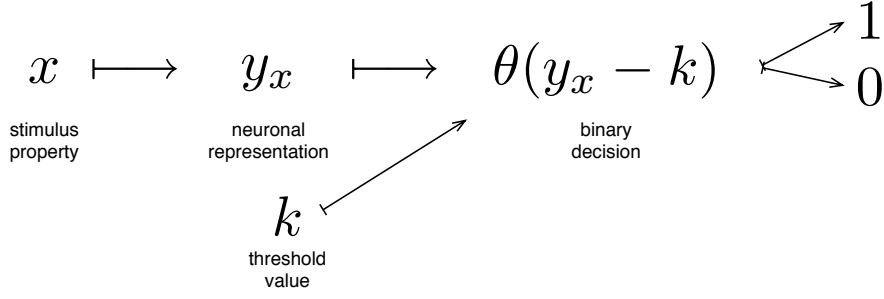 x ↦ y_x ↦ θ(y_x − k) 1
0
stimulus
property
neuronal
representation
binary
decision
k
threshold
value